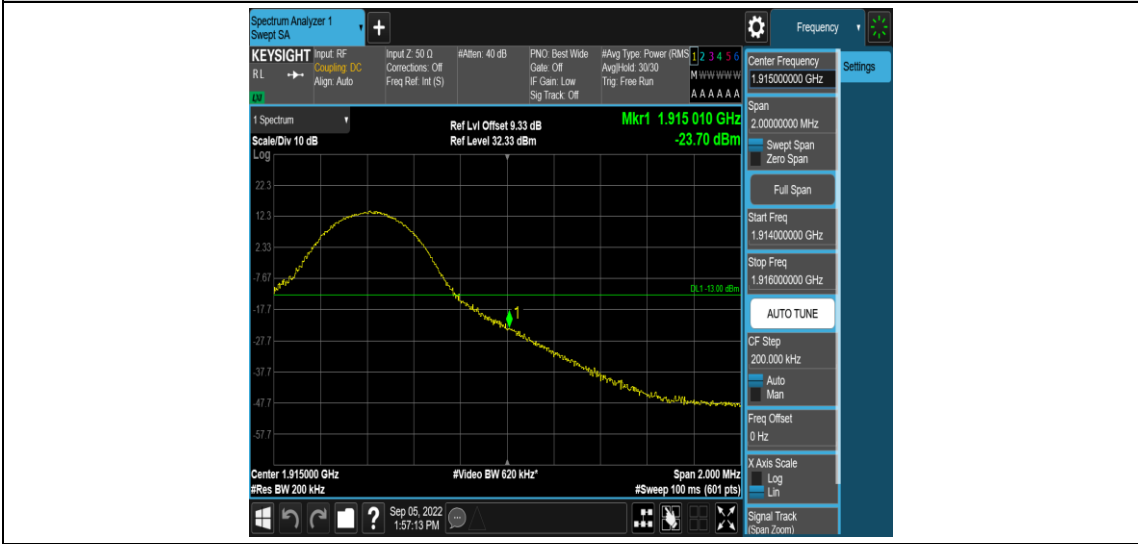 Spectrum Analyzer 1
Swept SA
+
Frequency
KEYSIGHT
RL
LXI
Input: RF
Coupling: DC
Align: Auto
Input Z: 50 Ω
Corrections: Off
Freq Ref: Int (S)
#Atten: 40 dB
PNO: Best Wide
Gate: Off
IF Gain: Low
Sig Track: Off
#Avg Type: Power (RMS
Avg|Hold: 30/30
Trig: Free Run
1 2 3 4 5 6
M W W W W W
A A A A A A
1 Spectrum
Scale/Div 10 dB
Log
Ref Lvl Offset 9.33 dB
Ref Level 32.33 dBm
Mkr1 1.915 010 GHz
-23.70 dBm
22.3
12.3
2.33
-7.67
-17.7
-27.7
-37.7
-47.7
-57.7
DL1 -13.00 dBm
1
Center 1.915000 GHz
#Res BW 200 kHz
#Video BW 620 kHz*
Span 2.000 MHz
#Sweep 100 ms (601 pts)
?
Sep 05, 2022
1:57:13 PM
Center Frequency
1.915000000 GHz
Settings
Span
2.00000000 MHz
Swept Span
Zero Span
Full Span
Start Freq
1.914000000 GHz
Stop Freq
1.916000000 GHz
AUTO TUNE
CF Step
200.000 kHz
Auto
Man
Freq Offset
0 Hz
X Axis Scale
Log
Lin
Signal Track
(Span Zoom)